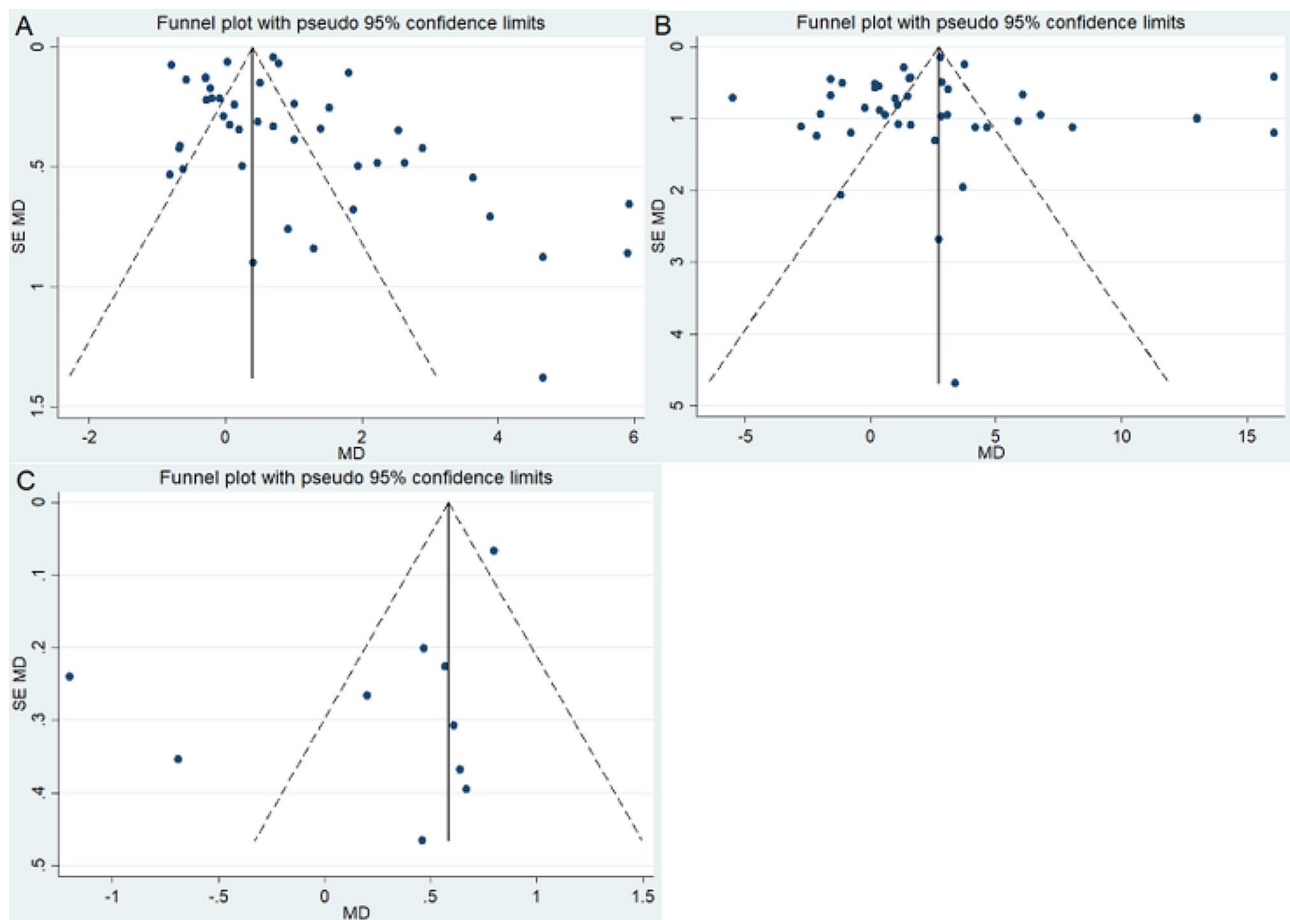 A
Funnel plot with pseudo 95% confidence limits
0
.5
1
1.5
SE MD
-2
0
2
4
6
MD
B
Funnel plot with pseudo 95% confidence limits
0
1
2
3
4
5
SE MD
-5
0
5
10
15
MD
C
Funnel plot with pseudo 95% confidence limits
0
.1
.2
.3
.4
.5
SE MD
-1
-.5
0
.5
1
1.5
MD